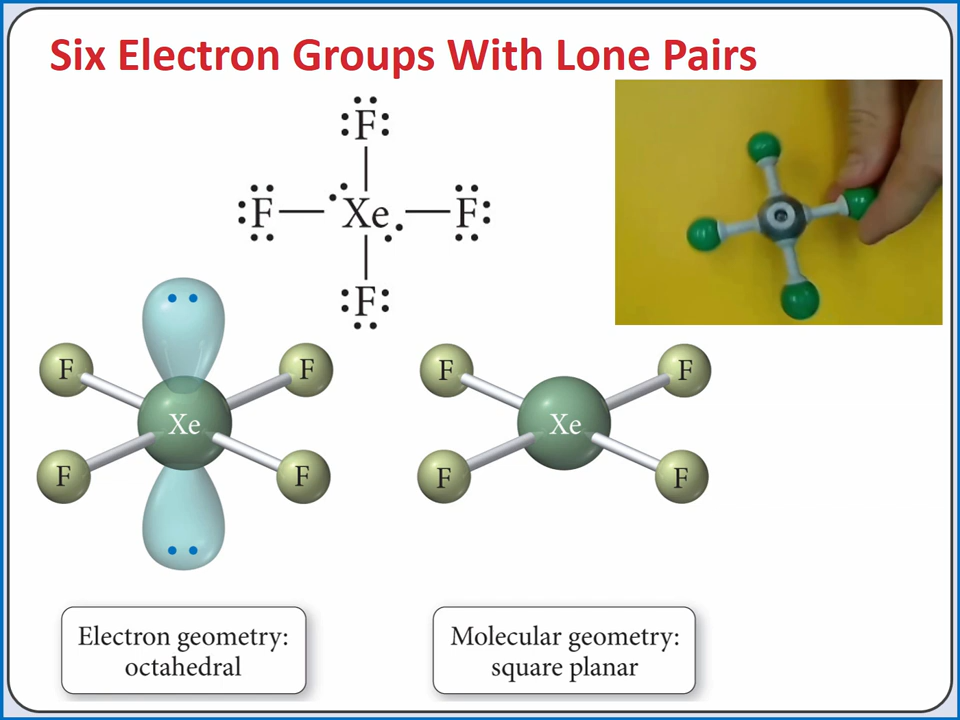 Six Electron Groups With Lone Pairs
F
F Xe F
F
F F
Xe
F F
F F
Xe
F F
Electron geometry:
octahedral
Molecular geometry:
square planar